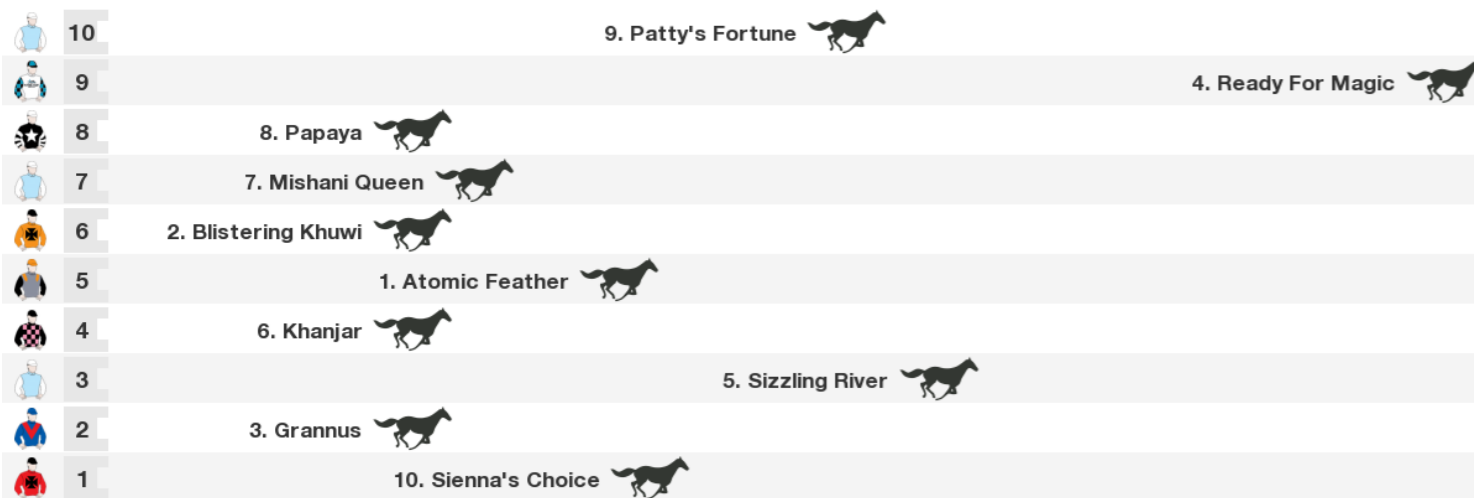 10 9. Patty's Fortune
9 4. Ready For Magic
8 8. Papaya
7 7. Mishani Queen
6 2. Blistering Khuwi
5 1. Atomic Feather
4 6. Khanjar
3 5. Sizzling River
2 3. Grannus
1 10. Sienna's Choice